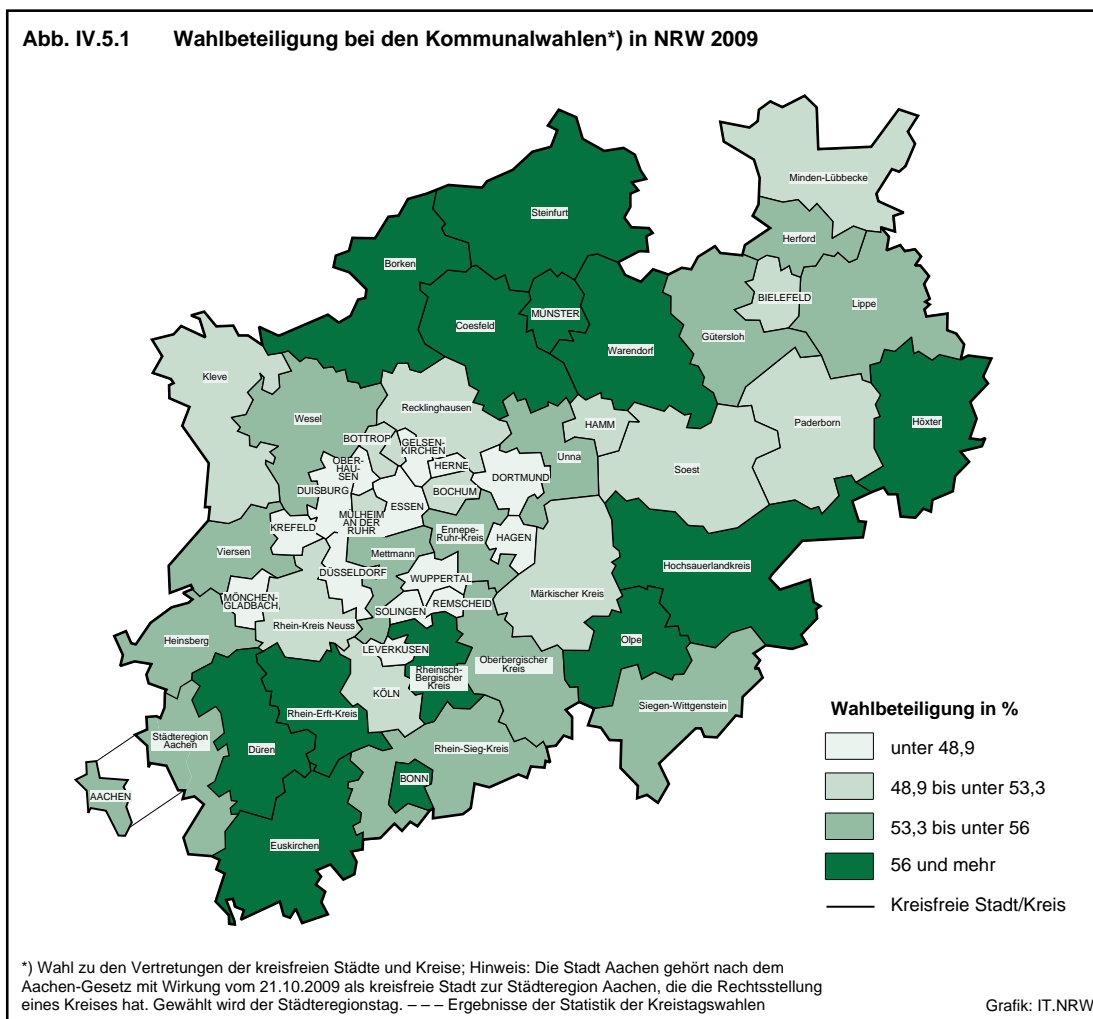 Abb. IV.5.1 Wahlbeteiligung bei den Kommunalwahlen*) in NRW 2009
Minden-Lübbecke
Steinfurt
Herford
Borken
BIELEFELD
Lippe
MÜNSTER
Coesfeld
Gütersloh
Warendorf
Kleve
Recklinghausen
Wesel
Paderborn
Höxter
HAMM
BOTTROP
GELSEN-
KIRCHEN
Unna
OBER-
HAU-
SEN
HERNE
Soest
DORTMUND
DUISBURG
BOCHUM
ESSEN
MÜLHEIM
AN DER
RUHR
KREFELD
Ennepe-
Ruhr-Kreis
HAGEN
Viersen
Mettmann
Hochsauerlandkreis
DÜSSELDORF
WUPPERTAL
Märkischer Kreis
MÖNCHEN-
GLADBACH
SOLINGEN
REMSCHEID
Rhein-Kreis Neuss
Heinsberg
Olpe
LEVERKUSEN
Oberbergischer
Kreis
Rheinisch-
Bergischer
Kreis
KÖLN
Siegen-Wittgenstein
Rhein-Erft-Kreis
Städteregion
Aachen
Düren
Rhein-Sieg-Kreis
BONN
AACHEN
Euskirchen
Wahlbeteiligung in %
unter 48,9
48,9 bis unter 53,3
53,3 bis unter 56
56 und mehr
Kreisfreie Stadt/Kreis
*) Wahl zu den Vertretungen der kreisfreien Städte und Kreise; Hinweis: Die Stadt Aachen gehört nach dem
Aachen-Gesetz mit Wirkung vom 21.10.2009 als kreisfreie Stadt zur Städteregion Aachen, die die Rechtsstellung
eines Kreises hat. Gewählt wird der Städteregionstag. – – – Ergebnisse der Statistik der Kreistagswahlen
Grafik: IT.NRW